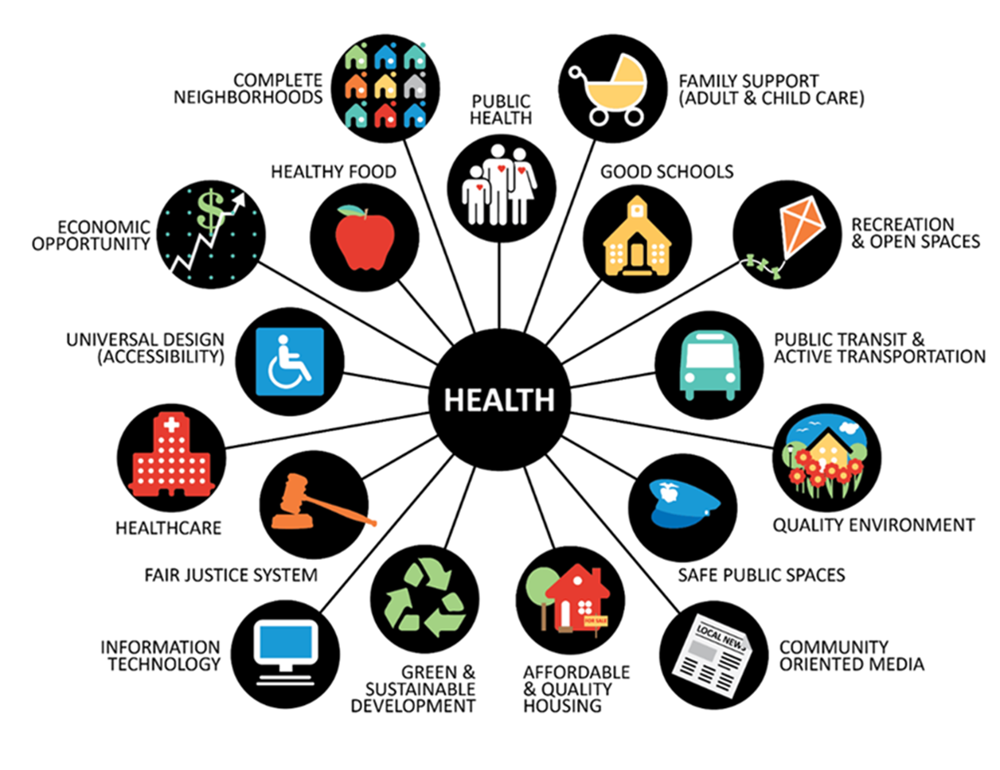 COMPLETE
NEIGHBORHOODS
PUBLIC
HEALTH
FAMILY SUPPORT
(ADULT & CHILD CARE)
HEALTHY FOOD
GOOD SCHOOLS
ECONOMIC
OPPORTUNITY
RECREATION
& OPEN SPACES
UNIVERSAL DESIGN
(ACCESSIBILITY)
PUBLIC TRANSIT &
ACTIVE TRANSPORTATION
HEALTH
HEALTHCARE
QUALITY ENVIRONMENT
FAIR JUSTICE SYSTEM
SAFE PUBLIC SPACES
INFORMATION
TECHNOLOGY
GREEN &
SUSTAINABLE
DEVELOPMENT
FOR SALE
AFFORDABLE
& QUALITY
HOUSING
LOCAL NEWS
COMMUNITY
ORIENTED MEDIA